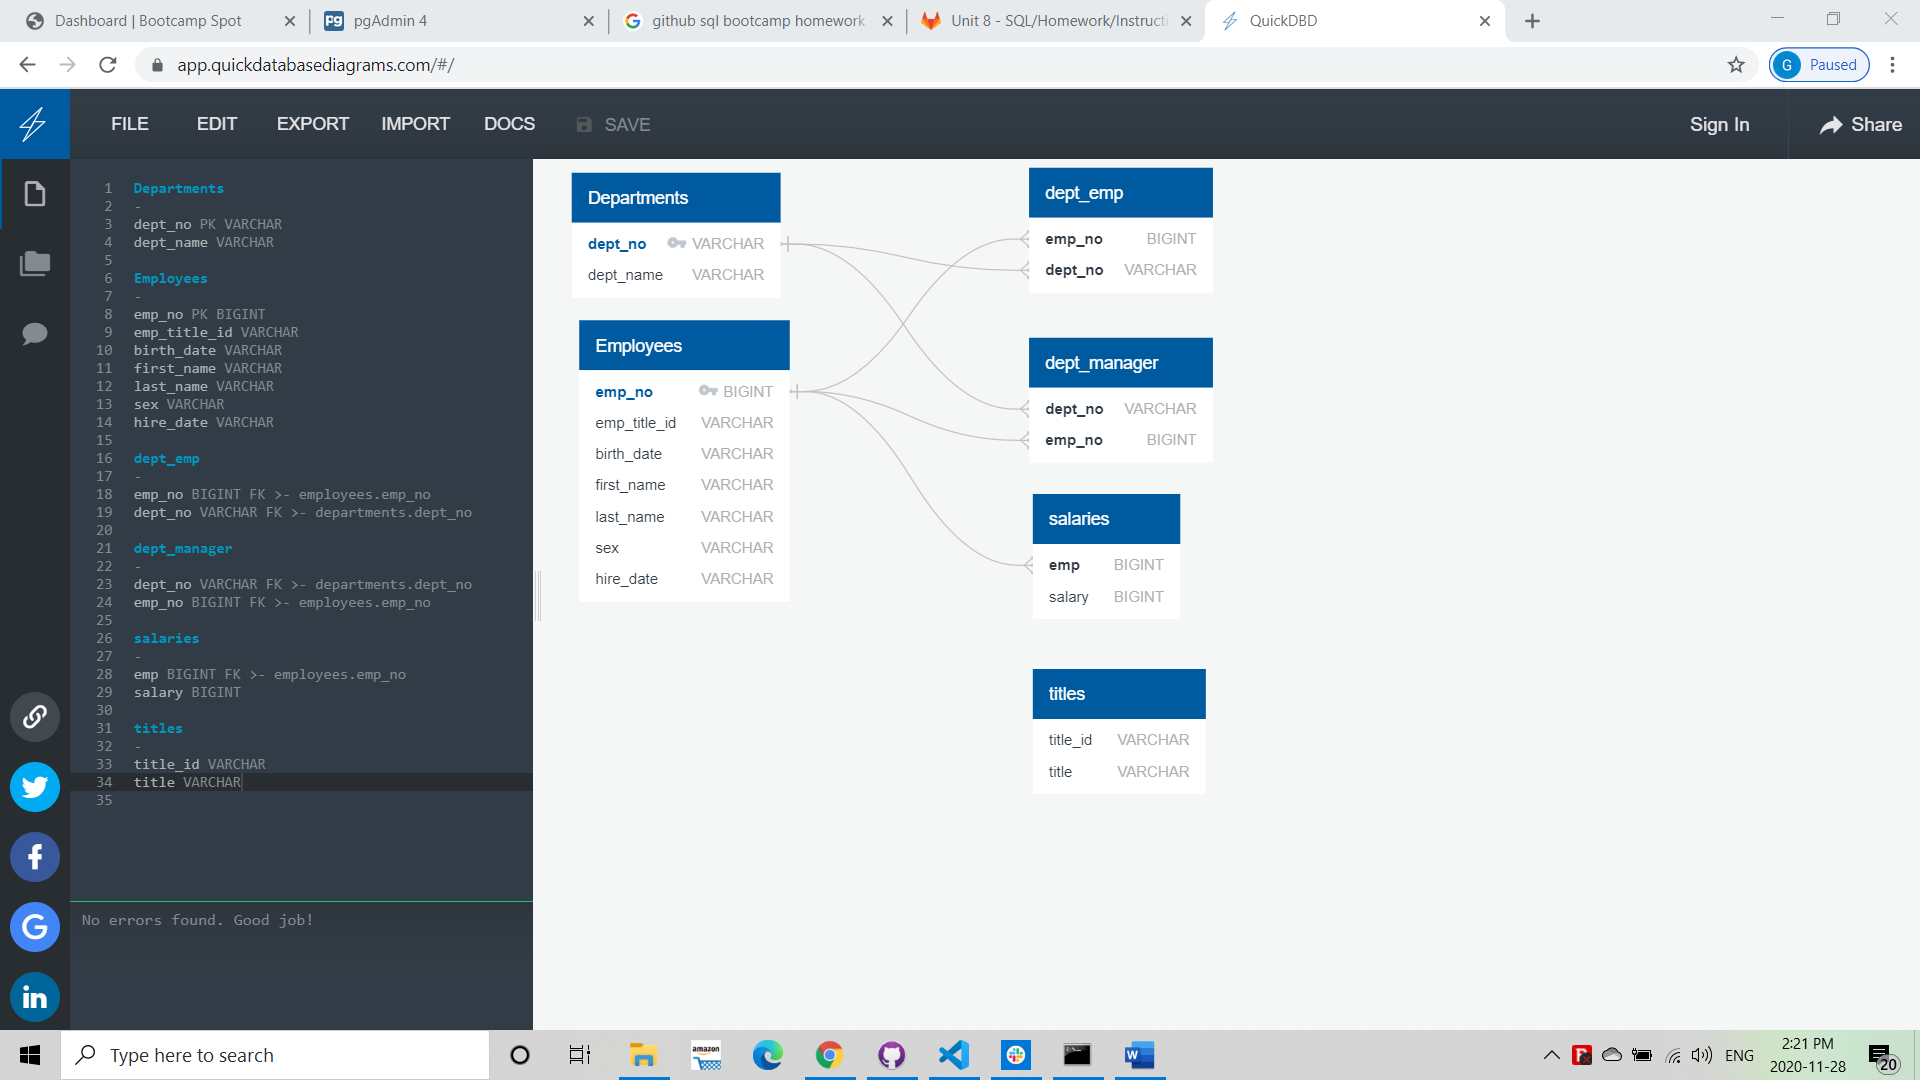 Dashboard | Bootcamp Spot
pgAdmin 4
github sql bootcamp homework
Unit 8 - SQL/Homework/Instructi
QuickDBD
app.quickdatabasediagrams.com/#/
G Paused
FILE EDIT EXPORT IMPORT DOCS SAVE
Sign In Share
1 Departments
2 -
3 dept_no PK VARCHAR
4 dept_name VARCHAR
5
6 Employees
7 -
8 emp_no PK BIGINT
9 emp_title_id VARCHAR
10 birth_date VARCHAR
11 first_name VARCHAR
12 last_name VARCHAR
13 sex VARCHAR
14 hire_date VARCHAR
15
16 dept_emp
17 -
18 emp_no BIGINT FK >- employees.emp_no
19 dept_no VARCHAR FK >- departments.dept_no
20
21 dept_manager
22 -
23 dept_no VARCHAR FK >- departments.dept_no
24 emp_no BIGINT FK >- employees.emp_no
25
26 salaries
27 -
28 emp BIGINT FK >- employees.emp_no
29 salary BIGINT
30
31 titles
32 -
33 title_id VARCHAR
34 title VARCHAR
35
No errors found. Good job!
Departments
dept_no VARCHAR
dept_name VARCHAR
Employees
emp_no BIGINT
emp_title_id VARCHAR
birth_date VARCHAR
first_name VARCHAR
last_name VARCHAR
sex VARCHAR
hire_date VARCHAR
dept_emp
emp_no BIGINT
dept_no VARCHAR
dept_manager
dept_no VARCHAR
emp_no BIGINT
salaries
emp BIGINT
salary BIGINT
titles
title_id VARCHAR
title VARCHAR
Type here to search
amazon
ENG
2:21 PM
2020-11-28
20